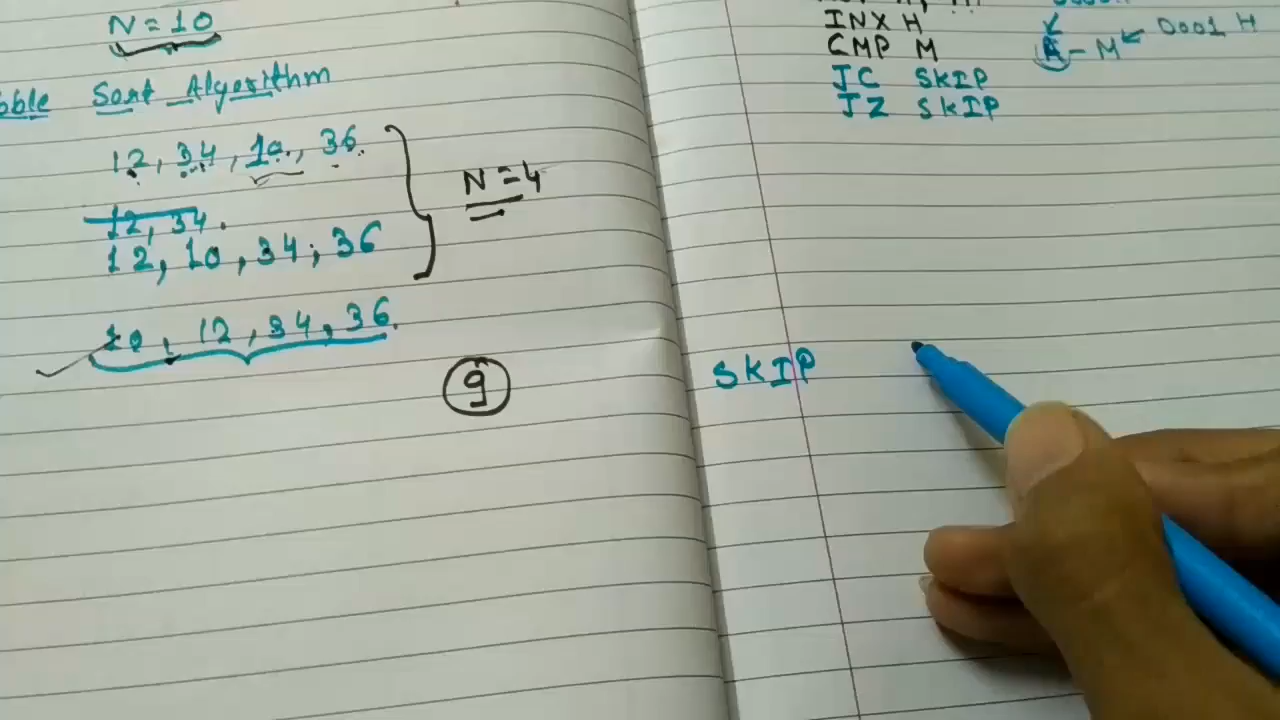 N = 10
Sort Algorithm
12, 34, 10, 36.
12, 34.
12, 10, 34, 36
N = 4
10, 12, 34, 36.
9
INX H
CMP M
A - M ← 0001 H
JC SKIP
JZ SKIP
SKIP